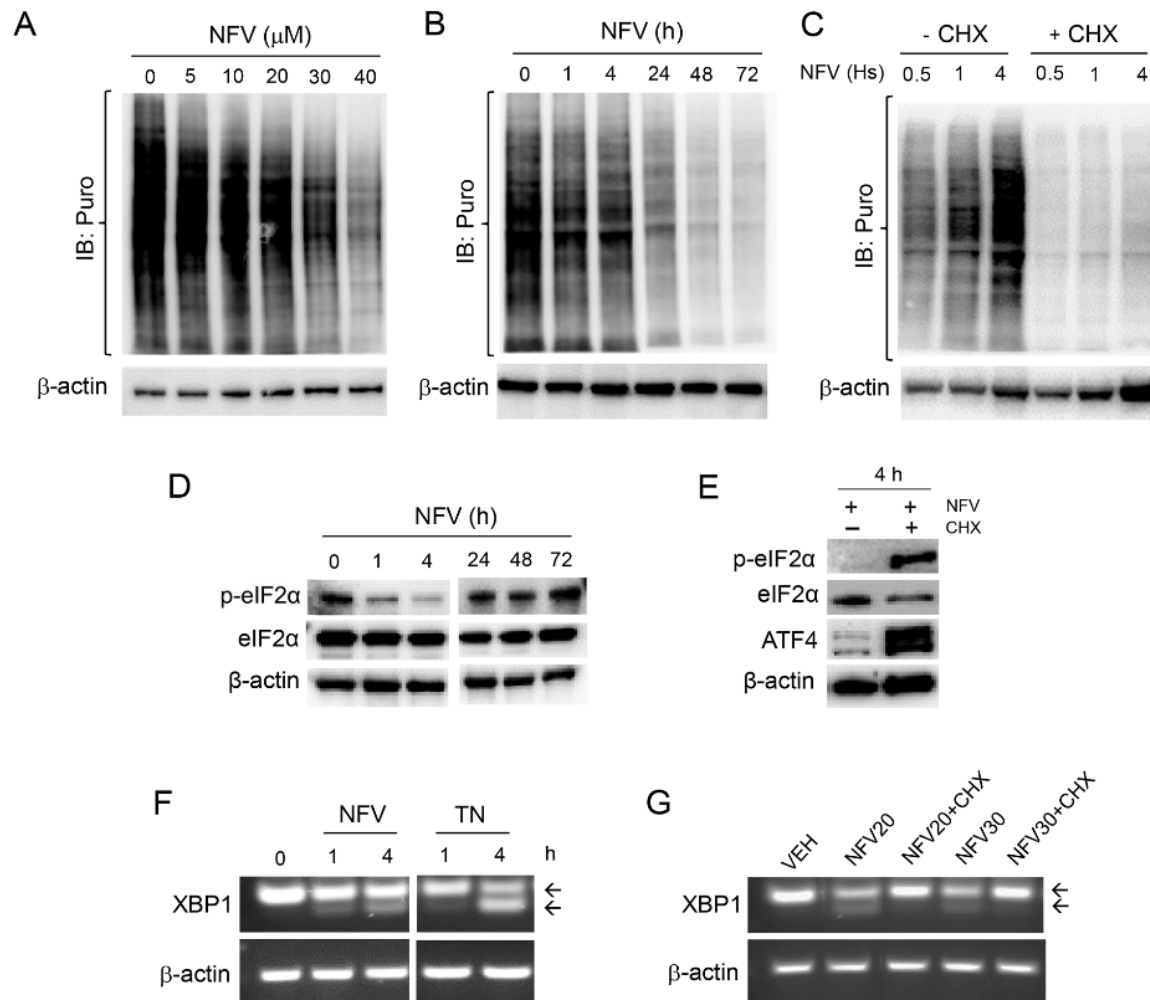 A
NFV (μM)
0 5 10 20 30 40
IB: Puro
β-actin
B
NFV (h)
0 1 4 24 48 72
IB: Puro
β-actin
C
- CHX + CHX
NFV (Hs) 0.5 1 4 0.5 1 4
IB: Puro
β-actin
D
NFV (h)
0 1 4 24 48 72
p-eIF2α
eIF2α
β-actin
E
4 h
+ + NFV
− + CHX
p-eIF2α
eIF2α
ATF4
β-actin
F
NFV TN
0 1 4 1 4 h
XBP1 ← ←
β-actin
G
VEH NFV20 NFV20+CHX NFV30 NFV30+CHX
XBP1 ← ←
β-actin